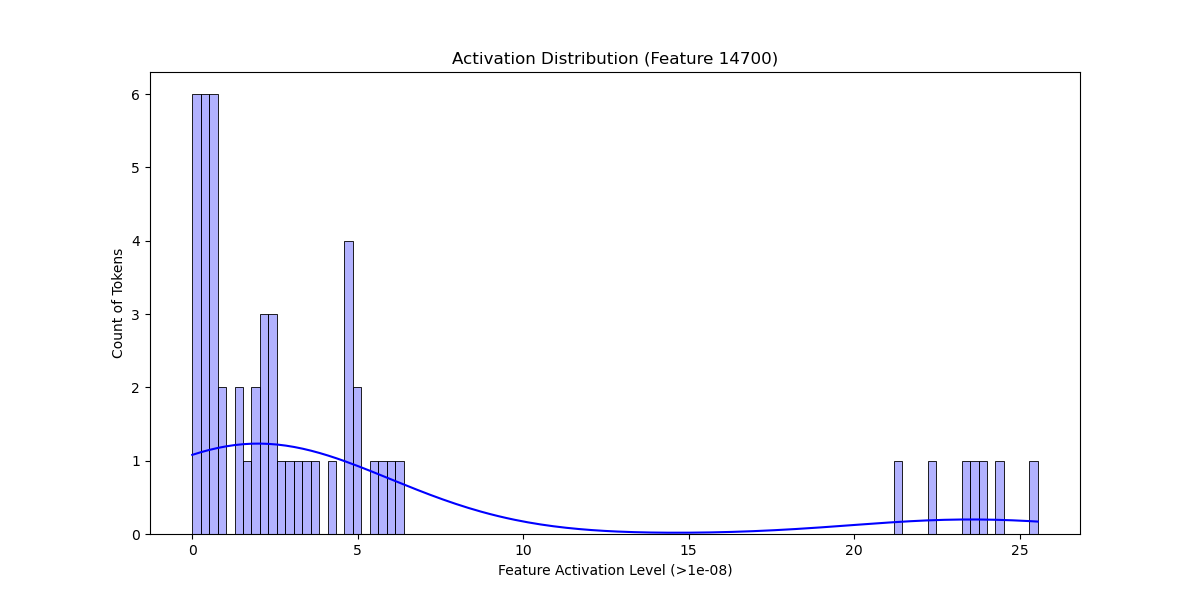 Activation Distribution (Feature 14700)
6
5
4
3
2
1
0
Count of Tokens
0 5 10 15 20 25
Feature Activation Level (>1e-08)